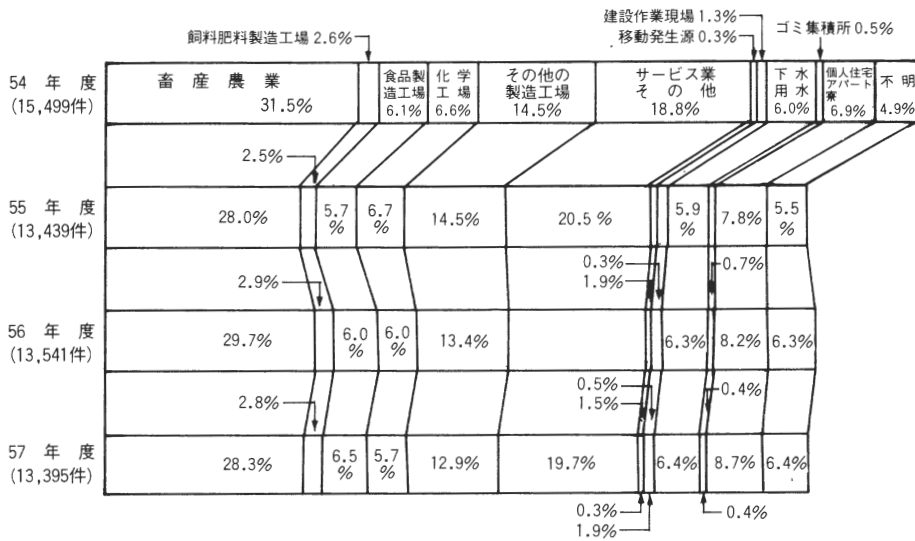 建設作業現場 1.3%
飼料肥料製造工場 2.6%
移動発生源 0.3%
ゴミ集積所 0.5%
54年度
(15,499件)
畜産農業
31.5%
食品製
造工場
6.1%
化学
工場
6.6%
その他の
製造工場
14.5%
サービス業
その他
18.8%
下水
用水
6.0%
個人住宅
アパート
寮
6.9%
不明
4.9%
2.5%
55年度
(13,439件)
28.0%
5.7
%
6.7
%
14.5%
20.5%
5.9
%
7.8%
5.5
%
0.3%
1.9%
0.7%
2.9%
56年度
(13,541件)
29.7%
6.0
%
6.0
%
13.4%
6.3%
8.2%
6.3%
0.5%
1.5%
0.4%
2.8%
57年度
(13,395件)
28.3%
6.5
%
5.7
%
12.9%
19.7%
6.4%
8.7%
6.4%
0.3%
1.9%
0.4%